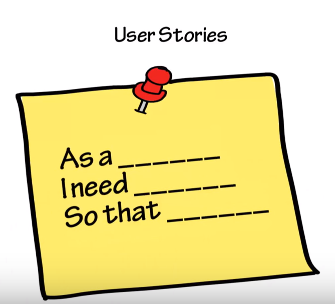 User Stories
As a ______
I need ______
So that ______